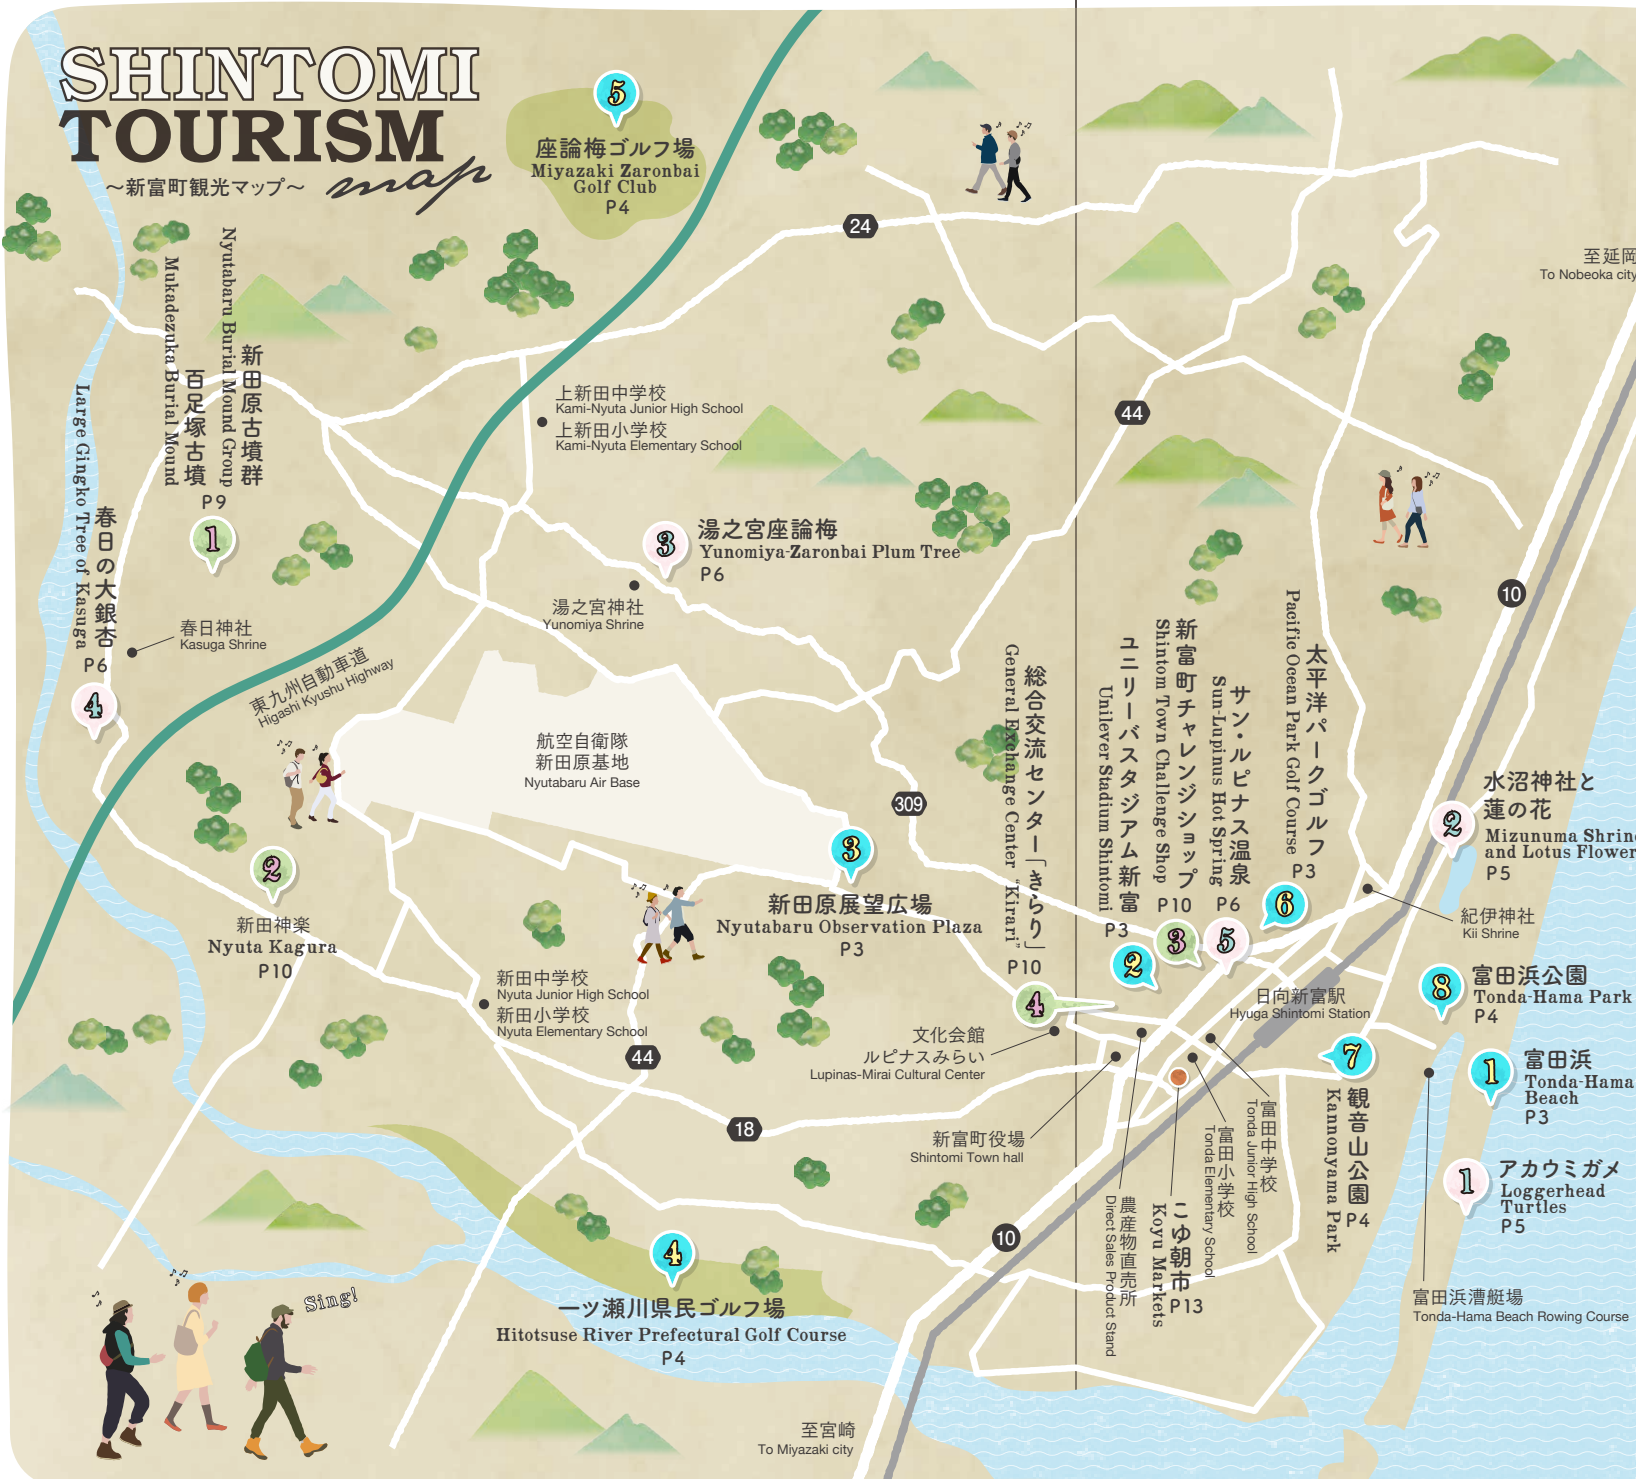 SHINTOMI
TOURISM
map
～新富町観光マップ～
5
座論梅ゴルフ場
Miyazaki Zaronbai
Golf Club
P4
24
至延岡
To Nobeoka city
新田原古墳群
Nyutabaru Burial Mound Group
百足塚古墳
Mukadezuka Burial Mound
P9
1
上新田中学校
Kami-Nyuta Junior High School
上新田小学校
Kami-Nyuta Elementary School
44
春日の大銀杏
Large Gingko Tree of Kasuga
P6
4
春日神社
Kasuga Shrine
3
湯之宮座論梅
Yunomiya-Zaronbai Plum Tree
P6
湯之宮神社
Yunomiya Shrine
10
東九州自動車道
Higashi Kyushu Highway
航空自衛隊
新田原基地
Nyutabaru Air Base
309
総合交流センター「きらり」
General Exchange Center "Kirari"
P10
4
ユニリーバスタジアム新富
Unilever Stadium Shintomi
P3
2
新富町チャレンジショップ
Shintom Town Challenge Shop
P10
3
サン・ルピナス温泉
Sun-Lupinus Hot Spring
P6
5
太平洋パークゴルフ
Pacific Ocean Park Golf Course
P3
6
2
水沼神社と
蓮の花
Mizunuma Shrine
and Lotus Flower
P5
紀伊神社
Kii Shrine
2
新田神楽
Nyuta Kagura
P10
3
新田原展望広場
Nyutabaru Observation Plaza
P3
新田中学校
Nyuta Junior High School
新田小学校
Nyuta Elementary School
44
文化会館
ルピナスみらい
Lupinas-Mirai Cultural Center
日向新富駅
Hyuga Shintomi Station
8
富田浜公園
Tonda-Hama Park
P4
7
観音山公園
Kannonyama Park
P4
1
富田浜
Tonda-Hama
Beach
P3
18
新富町役場
Shintomi Town hall
農産物直売所
Direct Sales Product Stand
こゆ朝市
Koyu Markets
P13
富田小学校
Tonda Elementary School
富田中学校
Tonda Junior High School
1
アカウミガメ
Loggerhead
Turtles
P5
10
4
一ツ瀬川県民ゴルフ場
Hitotsuse River Prefectural Golf Course
P4
富田浜漕艇場
Tonda-Hama Beach Rowing Course
Sing!
至宮崎
To Miyazaki city